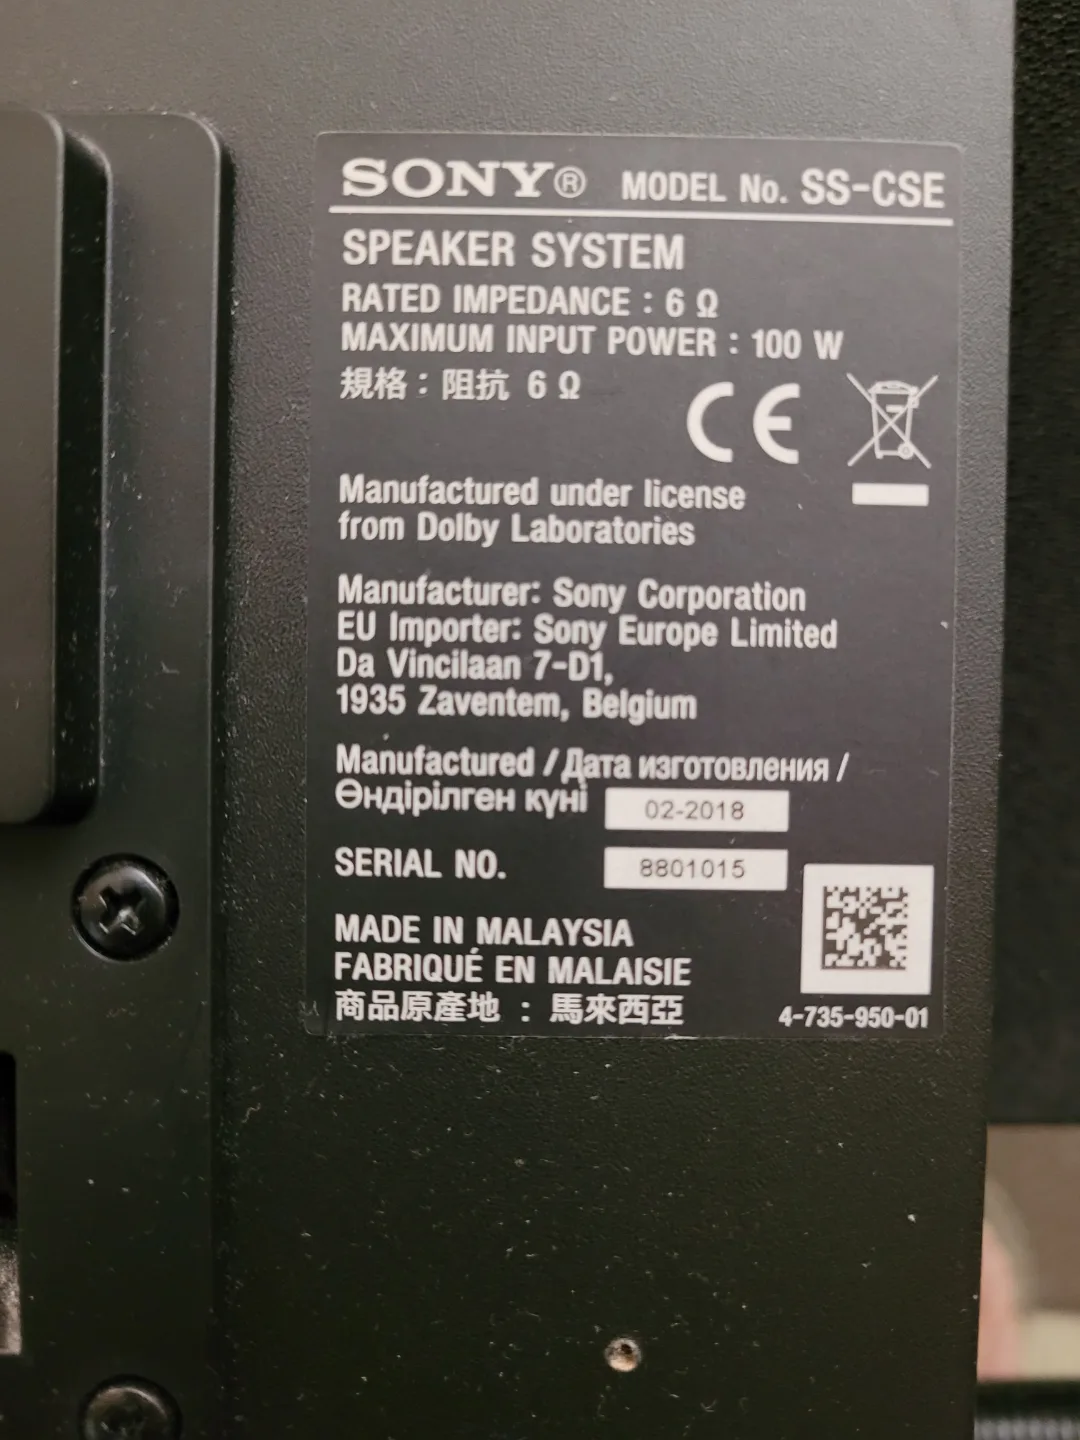 SONY® MODEL No. SS-CSE
SPEAKER SYSTEM
RATED IMPEDANCE : 6 Ω
MAXIMUM INPUT POWER : 100 W
規格 : 阻抗 6 Ω
CE
Manufactured under license
from Dolby Laboratories
Manufacturer: Sony Corporation
EU Importer: Sony Europe Limited
Da Vincilaan 7-D1,
1935 Zaventem, Belgium
Manufactured / Дата изготовления /
Өндірілген күні 02-2018
SERIAL NO. 8801015
MADE IN MALAYSIA
FABRIQUÉ EN MALAISIE
商品原產地 : 馬來西亞
4-735-950-01